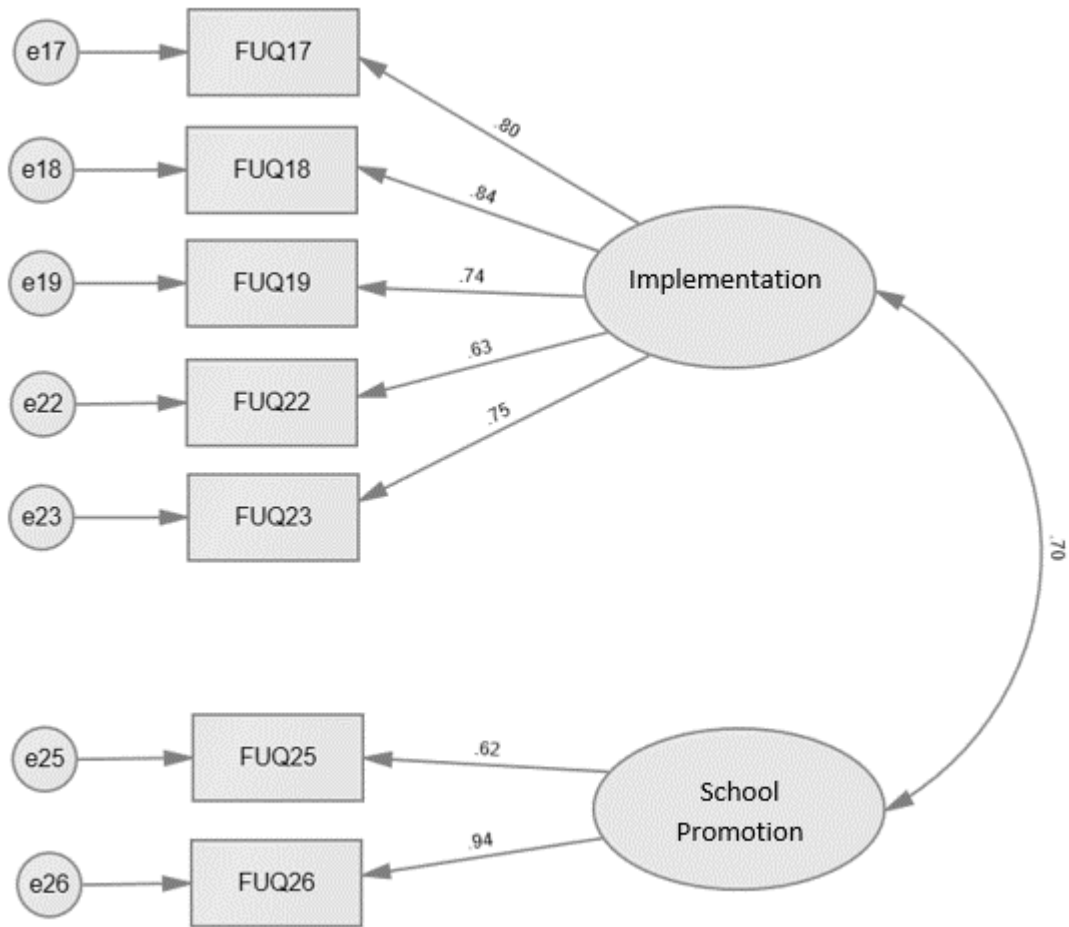 e17
FUQ17
.80
e18
FUQ18
.84
e19
FUQ19
.74
Implementation
e22
FUQ22
.63
e23
FUQ23
.75
.70
e25
FUQ25
.62
School
Promotion
e26
FUQ26
.94